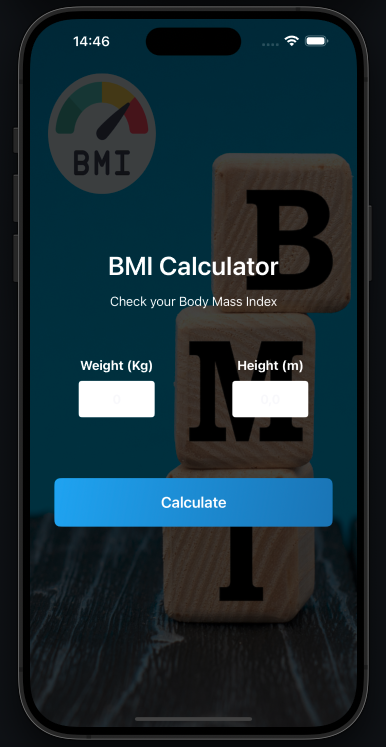 14:46
BMI
B
BMI Calculator
Check your Body Mass Index
M
Weight (Kg) Height (m)
0 0,0
Calculate
I